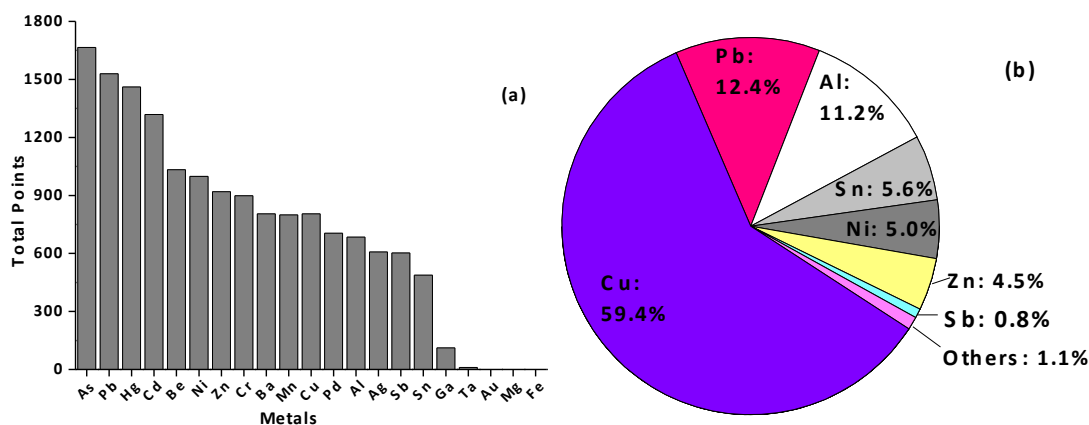 1800
1500
1200
900
600
300
0
Total Points
(a)
As Pb Hg Cd Be Ni Zn Cr Ba Mn Cu Pd Al Ag Sb Sn Ga Ta Au Mg Fe
Metals
(b)
Pb:
12.4%
Al:
11.2%
Sn: 5.6%
Ni: 5.0%
Zn: 4.5%
Sb: 0.8%
Others: 1.1%
Cu:
59.4%